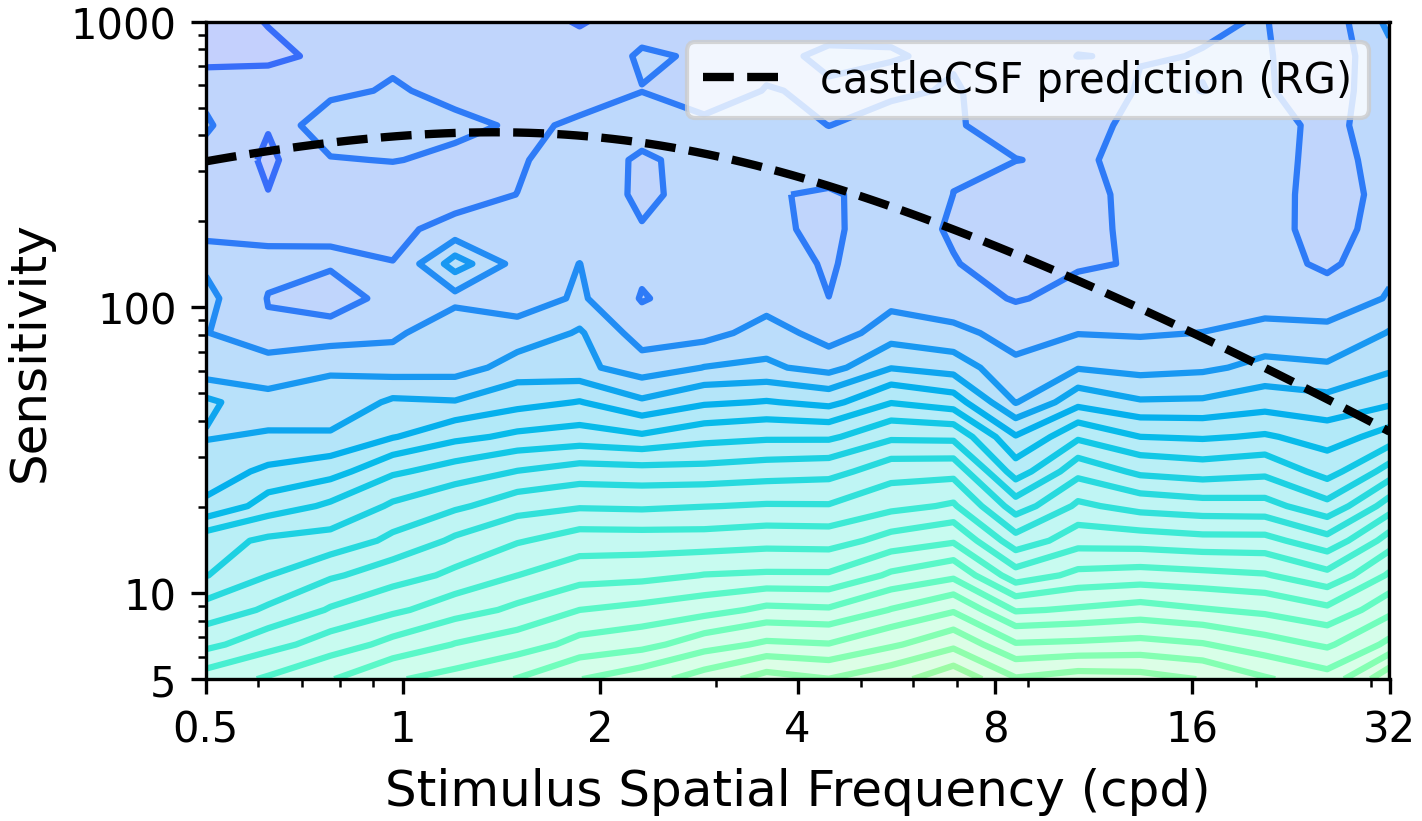 1000
100
10
5
Sensitivity
castleCSF prediction (RG)
0.5 1 2 4 8 16 32
Stimulus Spatial Frequency (cpd)